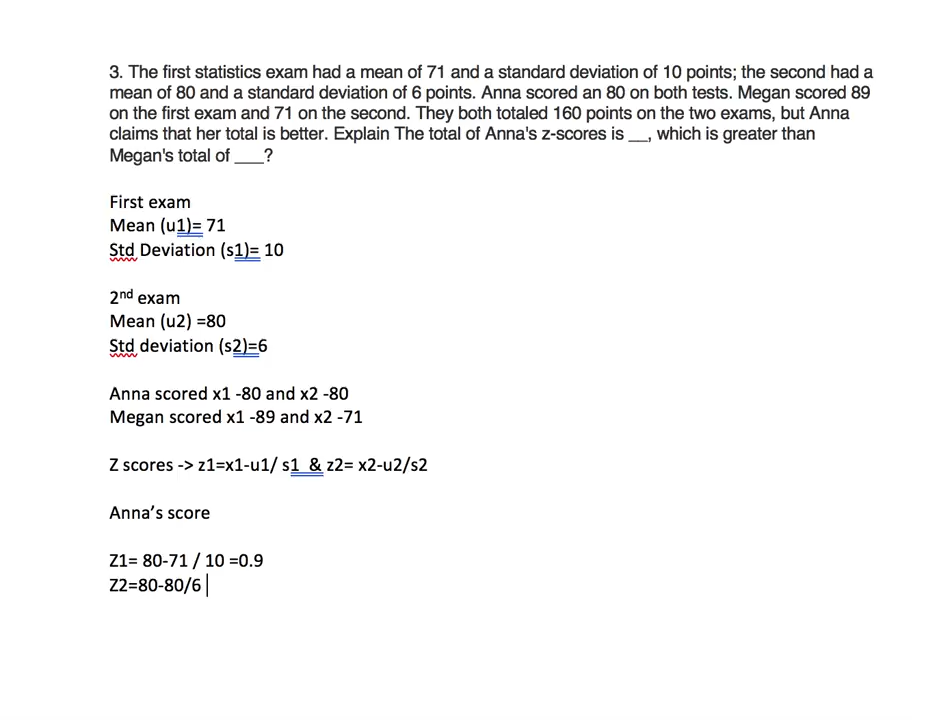 3. The first statistics exam had a mean of 71 and a standard deviation of 10 points; the second had a
mean of 80 and a standard deviation of 6 points. Anna scored an 80 on both tests. Megan scored 89
on the first exam and 71 on the second. They both totaled 160 points on the two exams, but Anna
claims that her total is better. Explain The total of Anna's z-scores is __, which is greater than
Megan's total of ___?
First exam
Mean (u1)= 71
Std Deviation (s1)= 10
2nd exam
Mean (u2) =80
Std deviation (s2)=6
Anna scored x1 -80 and x2 -80
Megan scored x1 -89 and x2 -71
Z scores -> z1=x1-u1/ s1 & z2= x2-u2/s2
Anna’s score
Z1= 80-71 / 10 =0.9
Z2=80-80/6